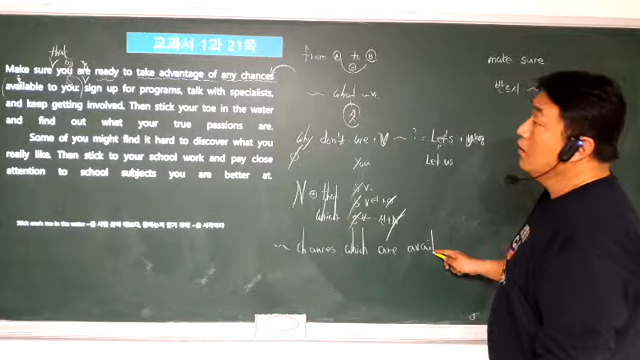 교과서 1과 21쪽
that
Make sure you are ready to take advantage of any chances
available to you: sign up for programs, talk with specialists,
and keep getting involved. Then stick your toe in the water
and find out what your true passions are.
Some of you might find it hard to discover what you
really like. Then stick to your school work and pay close
attention to school subjects you are better at.
from A to B
~ about
Why don't we V ~ ? = Let's
you
Let us
N that
which
~ chances which are avail
make sure
반드시 ~